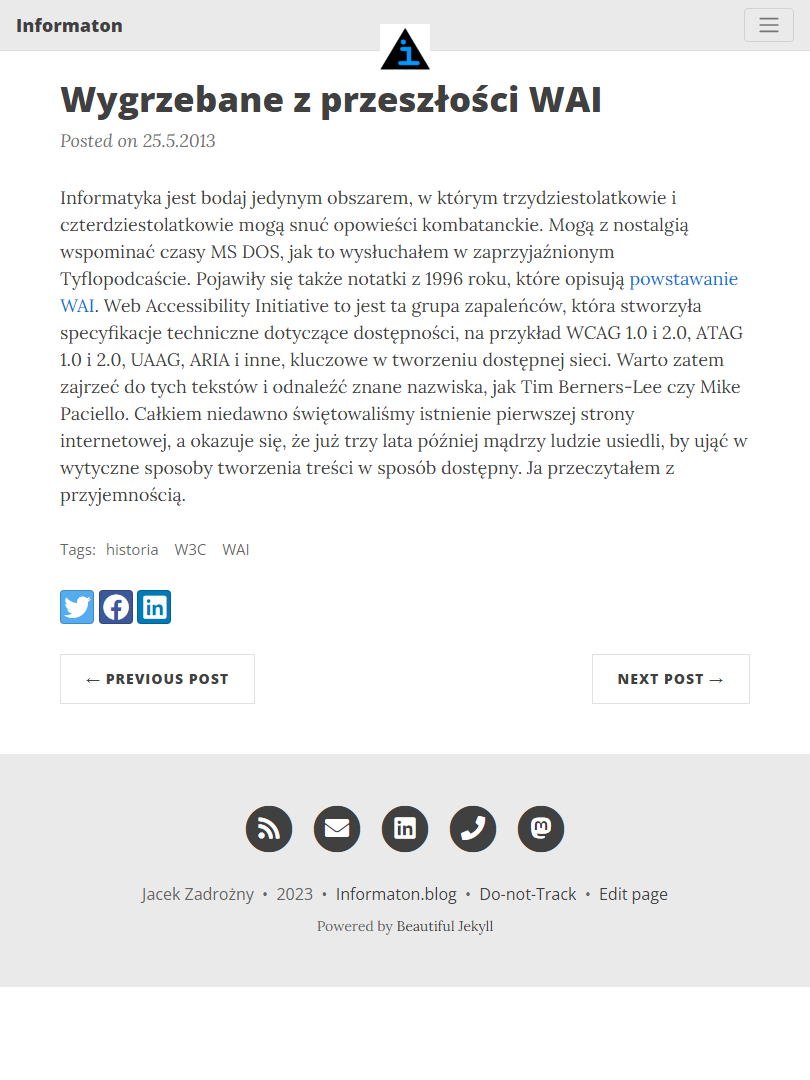 Informaton
Wygrzebane z przeszłości WAI
Posted on 25.5.2013
Informatyka jest bodaj jedynym obszarem, w którym trzydziestolatkowie i
czterdziestolatkowie mogą snuć opowieści kombatanckie. Mogą z nostalgią
wspominać czasy MS DOS, jak to wysłuchałem w zaprzyjaźnionym
Tyflopodcaście. Pojawiły się także notatki z 1996 roku, które opisują powstawanie
WAI. Web Accessibility Initiative to jest ta grupa zapaleńców, która stworzyła
specyfikacje techniczne dotyczące dostępności, na przykład WCAG 1.0 i 2.0, ATAG
1.0 i 2.0, UAAG, ARIA i inne, kluczowe w tworzeniu dostępnej sieci. Warto zatem
zajrzeć do tych tekstów i odnaleźć znane nazwiska, jak Tim Berners-Lee czy Mike
Paciello. Całkiem niedawno świętowaliśmy istnienie pierwszej strony
internetowej, a okazuje się, że już trzy lata później mądrzy ludzie usiedli, by ująć w
wytyczne sposoby tworzenia treści w sposób dostępny. Ja przeczytałem z
przyjemnością.
Tags: historia W3C WAI
← PREVIOUS POST
NEXT POST →
Jacek Zadrożny • 2023 • Informaton.blog • Do-not-Track • Edit page
Powered by Beautiful Jekyll